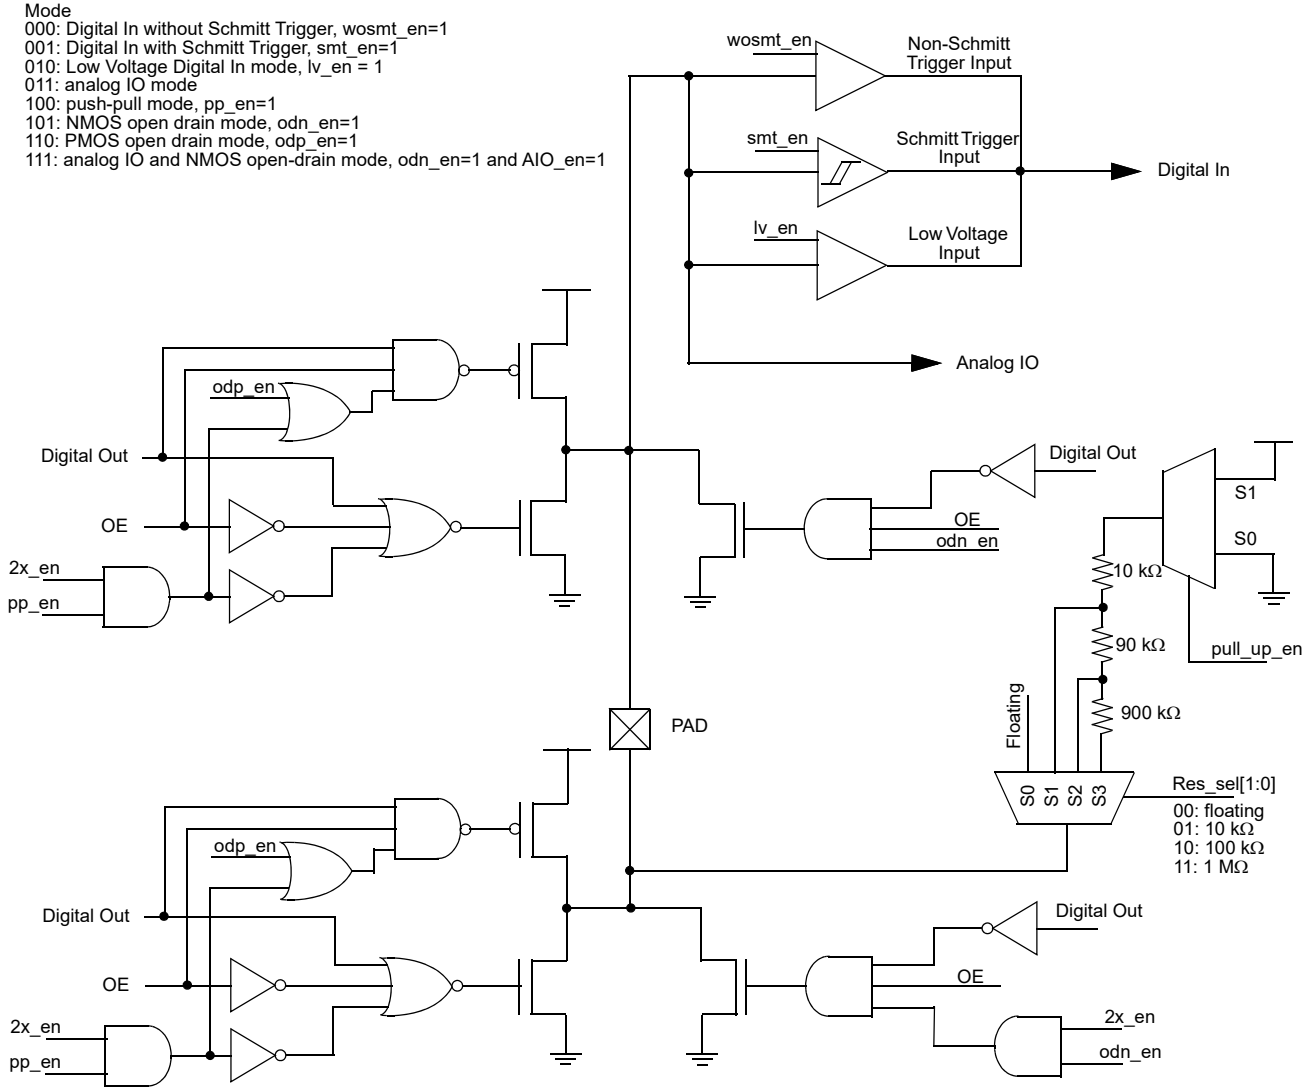 Mode
000: Digital In without Schmitt Trigger, wosmt_en=1
001: Digital In with Schmitt Trigger, smt_en=1
010: Low Voltage Digital In mode, lv_en = 1
011: analog IO mode
100: push-pull mode, pp_en=1
101: NMOS open drain mode, odn_en=1
110: PMOS open drain mode, odp_en=1
111: analog IO and NMOS open-drain mode, odn_en=1 and AIO_en=1
wosmt_en
Non-Schmitt
Trigger Input
smt_en
Schmitt Trigger
Input
Digital In
lv_en
Low Voltage
Input
Analog IO
odp_en
Digital Out
OE
2x_en
pp_en
Digital Out
OE
odn_en
S1
S0
10 kΩ
90 kΩ
pull_up_en
900 kΩ
Floating
PAD
S0
S1
S2
S3
Res_sel[1:0]
00: floating
01: 10 kΩ
10: 100 kΩ
11: 1 MΩ
odp_en
Digital Out
OE
2x_en
pp_en
Digital Out
OE
2x_en
odn_en